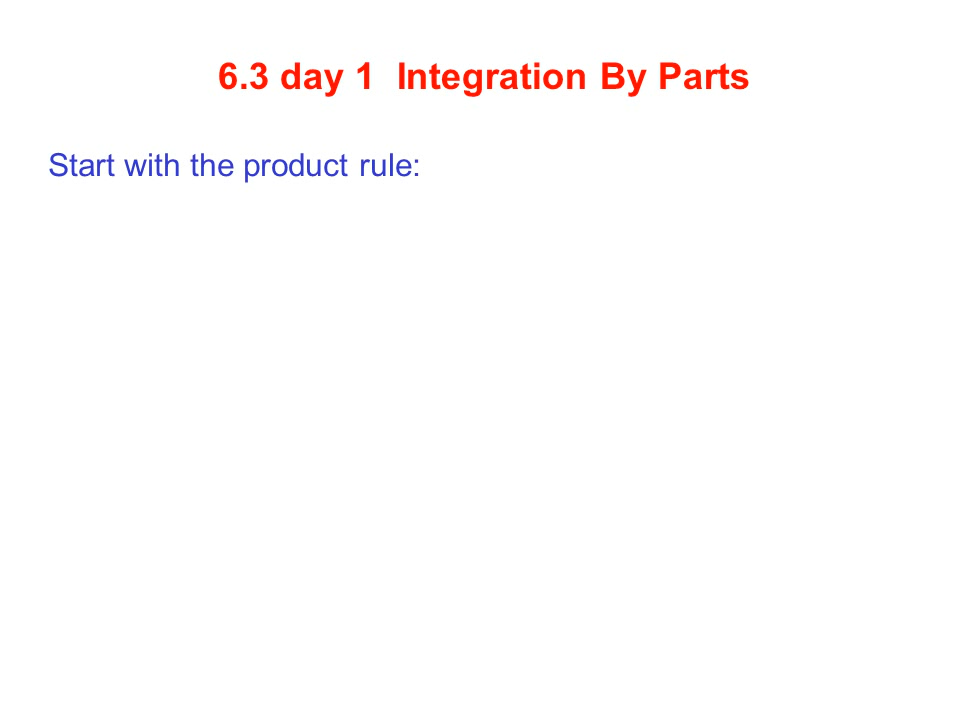 6.3 day 1 Integration By Parts
Start with the product rule: